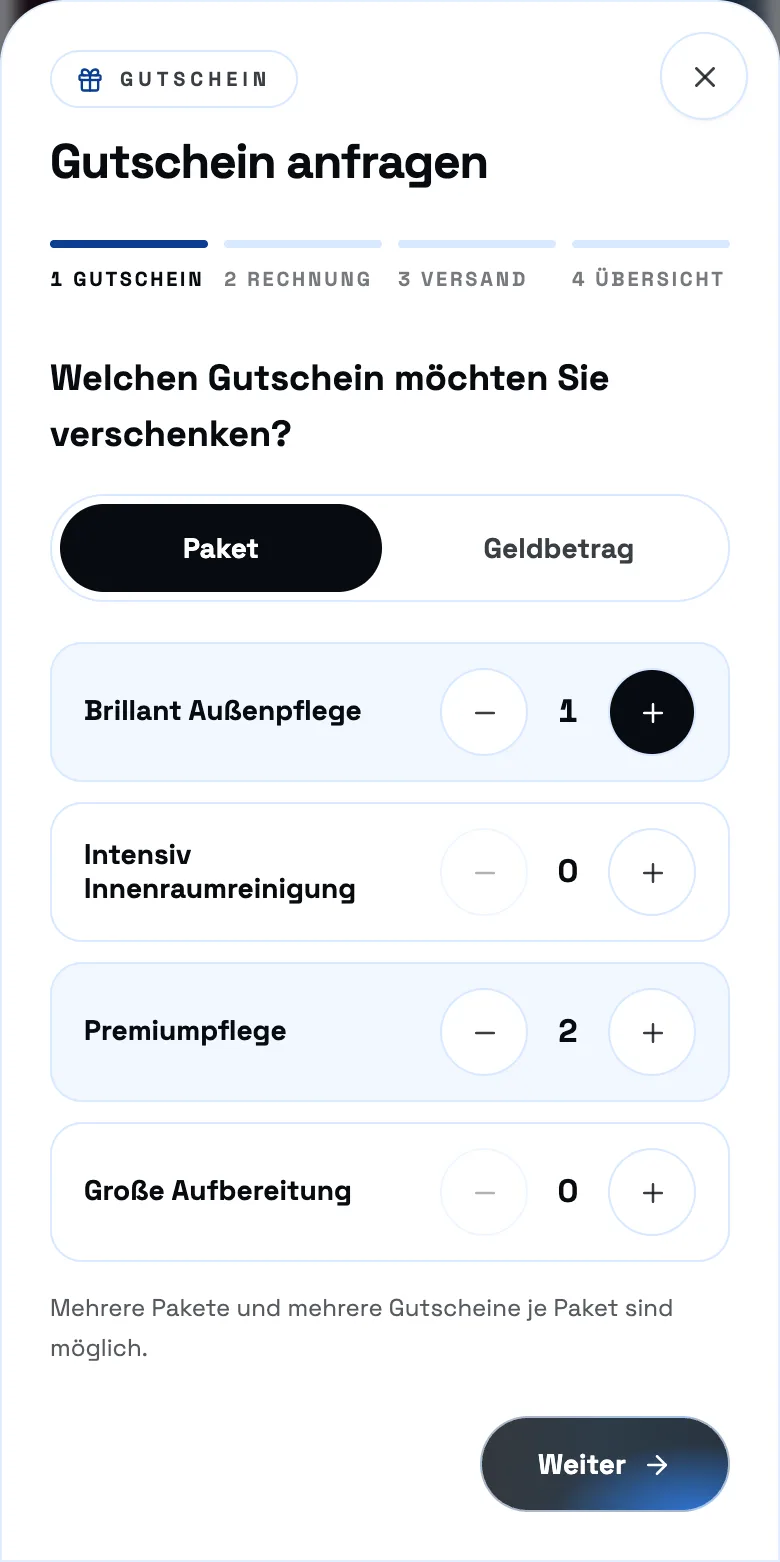 GUTSCHEIN
Gutschein anfragen
1 GUTSCHEIN 2 RECHNUNG 3 VERSAND 4 ÜBERSICHT
Welchen Gutschein möchten Sie
verschenken?
Paket Geldbetrag
Brillant Außenpflege − 1 +
Intensiv
Innenraumreinigung − 0 +
Premiumpflege − 2 +
Große Aufbereitung − 0 +
Mehrere Pakete und mehrere Gutscheine je Paket sind
möglich.
Weiter →